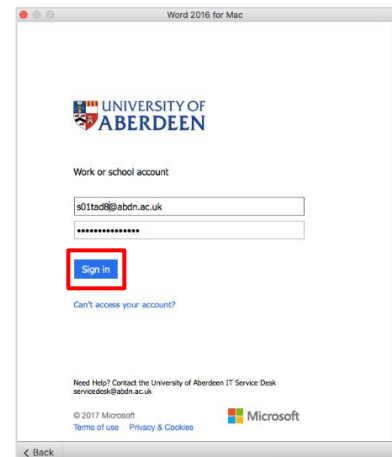 Word 2016 for Mac
UNIVERSITY OF
ABERDEEN
Work or school account
s01tad8@abdn.ac.uk
•••••••••••••••
Sign in
Can't access your account?
Need Help? Contact the University of Aberdeen IT Service Desk
servicedesk@abdn.ac.uk
© 2017 Microsoft
Terms of use Privacy & Cookies
Microsoft
< Back